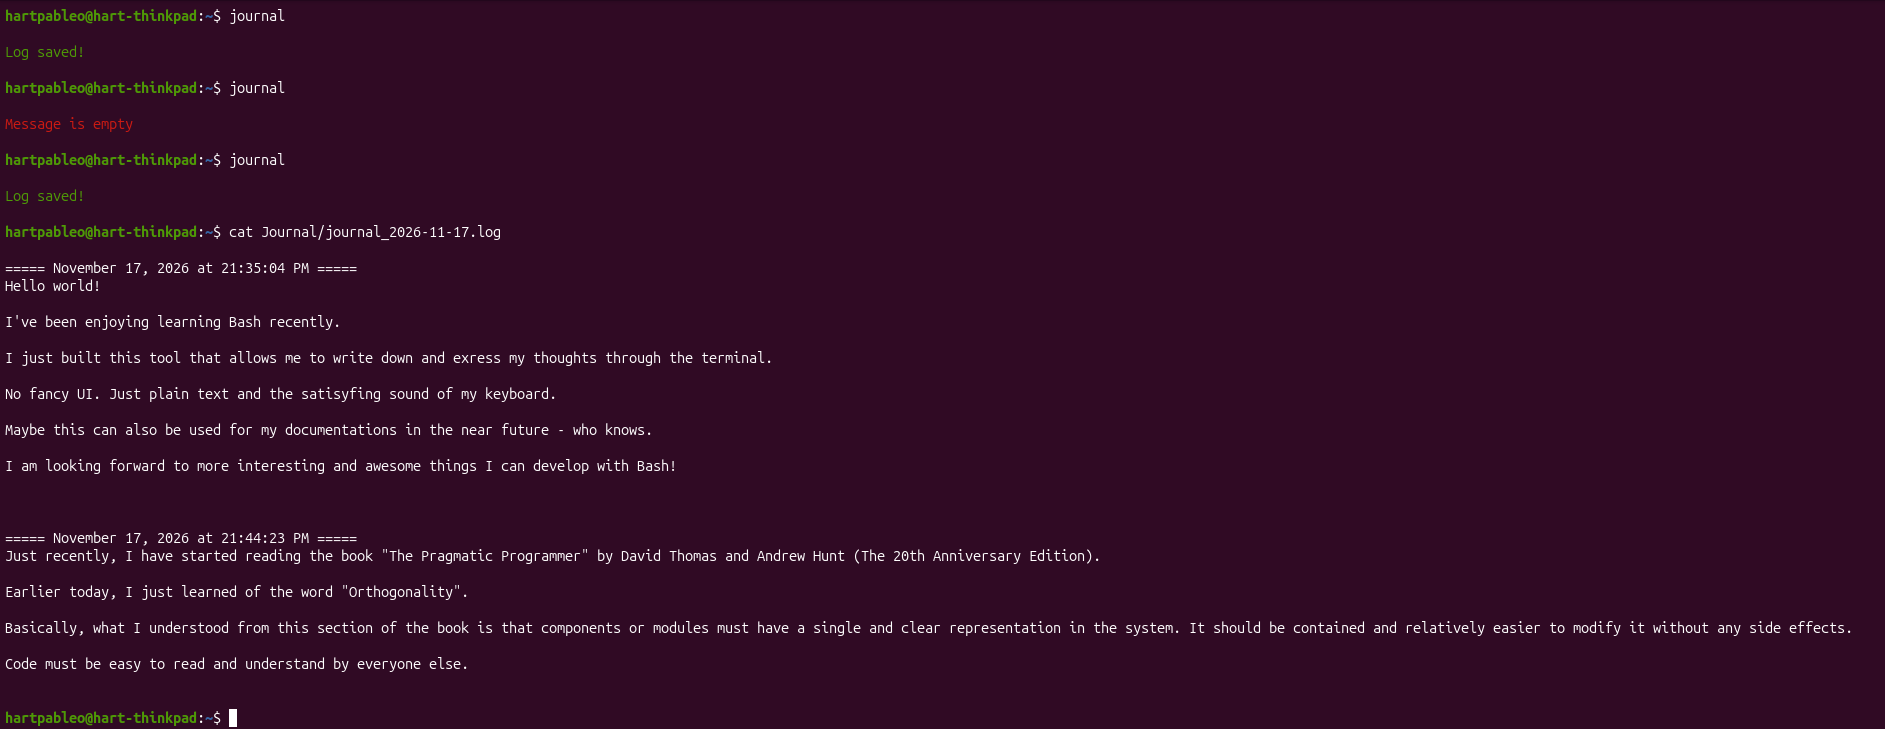 hartpableo@hart-thinkpad:~$ journal
Log saved!
hartpableo@hart-thinkpad:~$ journal
Message is empty
hartpableo@hart-thinkpad:~$ journal
Log saved!
hartpableo@hart-thinkpad:~$ cat Journal/journal_2026-11-17.log
===== November 17, 2026 at 21:35:04 PM =====
Hello world!
I've been enjoying learning Bash recently.
I just built this tool that allows me to write down and exress my thoughts through the terminal.
No fancy UI. Just plain text and the satisyfing sound of my keyboard.
Maybe this can also be used for my documentations in the near future - who knows.
I am looking forward to more interesting and awesome things I can develop with Bash!
===== November 17, 2026 at 21:44:23 PM =====
Just recently, I have started reading the book "The Pragmatic Programmer" by David Thomas and Andrew Hunt (The 20th Anniversary Edition).
Earlier today, I just learned of the word "Orthogonality".
Basically, what I understood from this section of the book is that components or modules must have a single and clear representation in the system. It should be contained and relatively easier to modify it without any side effects.
Code must be easy to read and understand by everyone else.
hartpableo@hart-thinkpad:~$